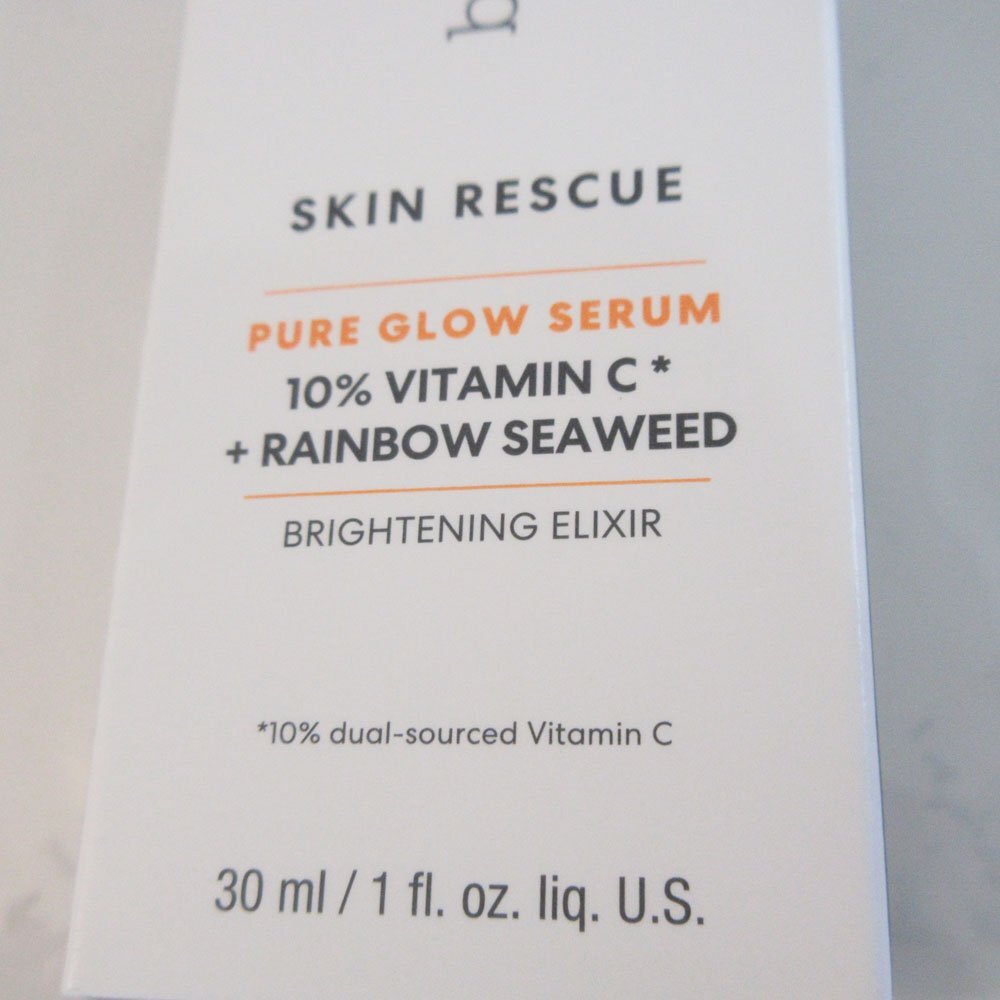 SKIN RESCUE
PURE GLOW SERUM
10% VITAMIN C *
+ RAINBOW SEAWEED
BRIGHTENING ELIXIR
*10% dual-sourced Vitamin C
30 ml / 1 fl. oz. liq. U.S.